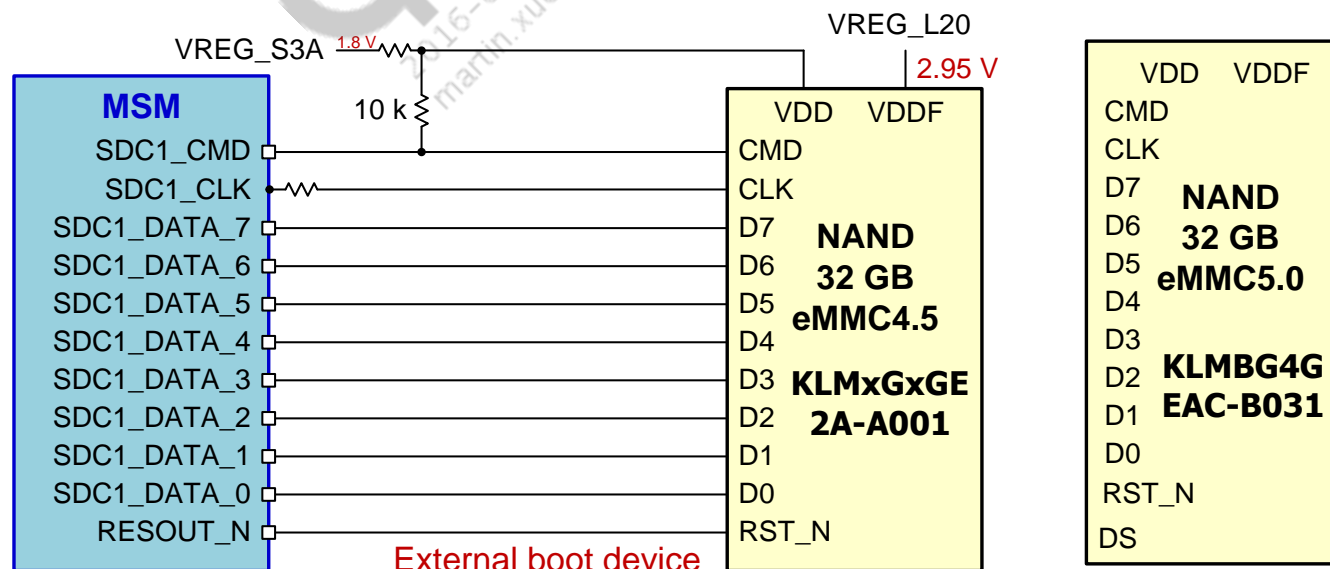 VREG_L20
VREG_S3A 1.8 V
2.95 V
MSM
10 k
SDC1_CMD
SDC1_CLK
SDC1_DATA_7
SDC1_DATA_6
SDC1_DATA_5
SDC1_DATA_4
SDC1_DATA_3
SDC1_DATA_2
SDC1_DATA_1
SDC1_DATA_0
RESOUT_N
External boot device
VDD VDDF
CMD
CLK
D7
D6
D5
D4
D3
D2
D1
D0
RST_N
NAND
32 GB
eMMC4.5
KLMxGxGE
2A-A001
VDD VDDF
CMD
CLK
D7
D6
D5
D4
D3
D2
D1
D0
RST_N
DS
NAND
32 GB
eMMC5.0
KLMBG4G
EAC-B031